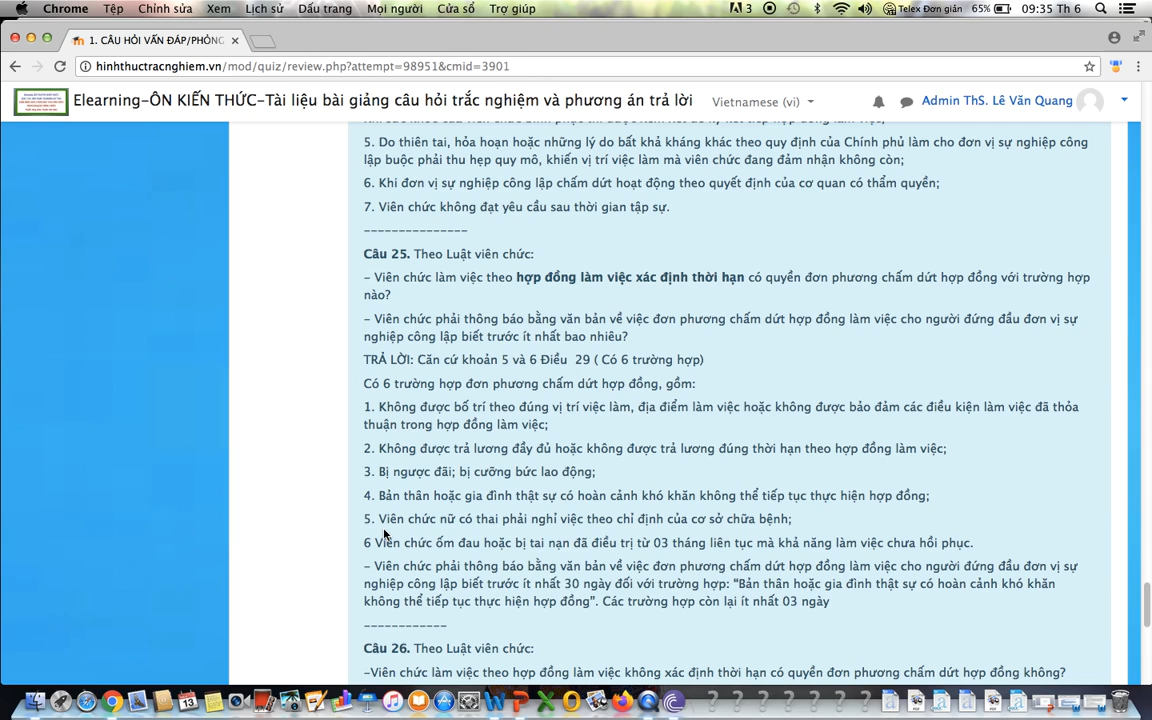 Chrome Tệp Chỉnh sửa Xem Lịch sử Dấu trang Mọi người Cửa sổ Trợ giúp 3 Telex Đơn giản 65% 09:35 Th 6
1. CÂU HỎI VẤN ĐÁP/PHỎNG
hinhthuctracnghiem.vn/mod/quiz/review.php?attempt=98951&cmid=3901
Elearning–ÔN KIẾN THỨC–Tài liệu bài giảng câu hỏi trắc nghiệm và phương án trả lời Vietnamese (vi) Admin ThS. Lê Văn Quang
5. Do thiên tai, hỏa hoạn hoặc những lý do bất khả kháng khác theo quy định của Chính phủ làm cho đơn vị sự nghiệp công
lập buộc phải thu hẹp quy mô, khiến vị trí việc làm mà viên chức đang đảm nhận không còn;
6. Khi đơn vị sự nghiệp công lập chấm dứt hoạt động theo quyết định của cơ quan có thẩm quyền;
7. Viên chức không đạt yêu cầu sau thời gian tập sự.
---------------
Câu 25. Theo Luật viên chức:
– Viên chức làm việc theo hợp đồng làm việc xác định thời hạn có quyền đơn phương chấm dứt hợp đồng với trường hợp
nào?
– Viên chức phải thông báo bằng văn bản về việc đơn phương chấm dứt hợp đồng làm việc cho người đứng đầu đơn vị sự
nghiệp công lập biết trước ít nhất bao nhiêu?
TRẢ LỜI: Căn cứ khoản 5 và 6 Điều 29 ( Có 6 trường hợp)
Có 6 trường hợp đơn phương chấm dứt hợp đồng, gồm:
1. Không được bố trí theo đúng vị trí việc làm, địa điểm làm việc hoặc không được bảo đảm các điều kiện làm việc đã thỏa
thuận trong hợp đồng làm việc;
2. Không được trả lương đầy đủ hoặc không được trả lương đúng thời hạn theo hợp đồng làm việc;
3. Bị ngược đãi; bị cưỡng bức lao động;
4. Bản thân hoặc gia đình thật sự có hoàn cảnh khó khăn không thể tiếp tục thực hiện hợp đồng;
5. Viên chức nữ có thai phải nghỉ việc theo chỉ định của cơ sở chữa bệnh;
6 Viên chức ốm đau hoặc bị tai nạn đã điều trị từ 03 tháng liên tục mà khả năng làm việc chưa hồi phục.
– Viên chức phải thông báo bằng văn bản về việc đơn phương chấm dứt hợp đồng làm việc cho người đứng đầu đơn vị sự
nghiệp công lập biết trước ít nhất 30 ngày đối với trường hợp: "Bản thân hoặc gia đình thật sự có hoàn cảnh khó khăn
không thể tiếp tục thực hiện hợp đồng". Các trường hợp còn lại ít nhất 03 ngày
------------
Câu 26. Theo Luật viên chức:
–Viên chức làm việc theo hợp đồng làm việc không xác định thời hạn có quyền đơn phương chấm dứt hợp đồng không?